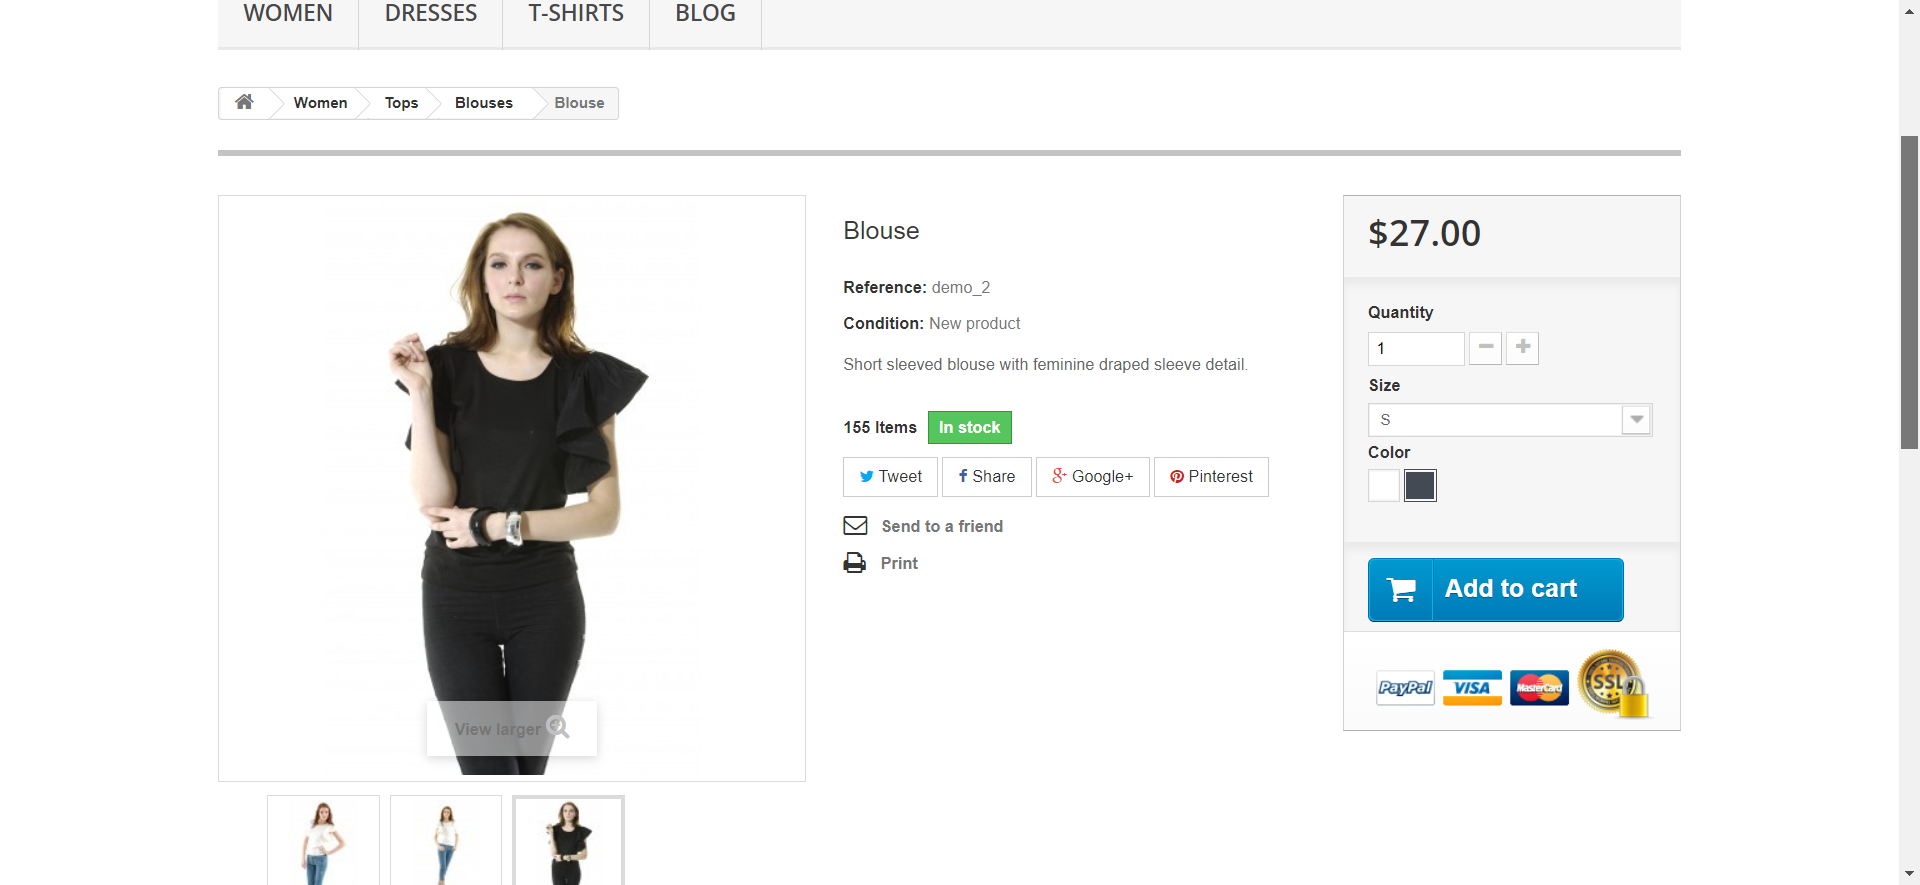 WOMEN DRESSES T-SHIRTS BLOG
Women Tops Blouses Blouse
Blouse
Reference: demo_2
Condition: New product
Short sleeved blouse with feminine draped sleeve detail.
155 Items In stock
Tweet Share Google+ Pinterest
Send to a friend
Print
View larger
$27.00
Quantity
1
Size
S
Color
Add to cart
PayPal VISA MasterCard SSL